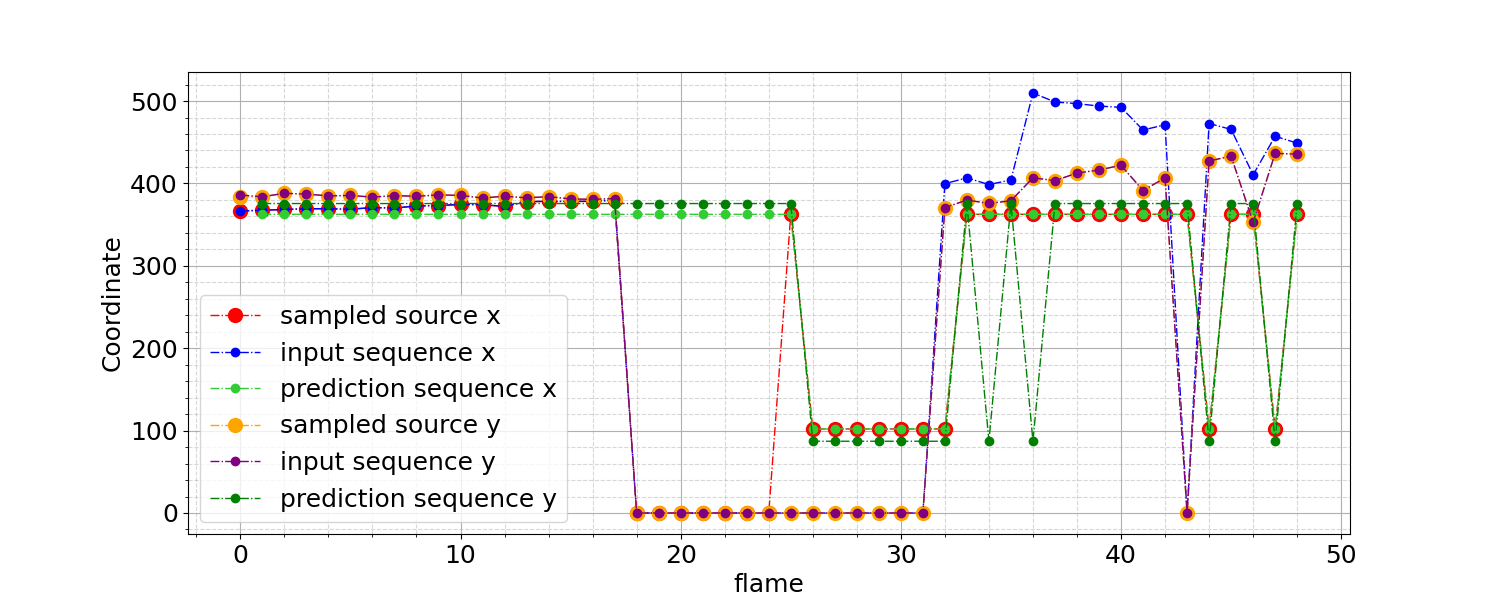 500
400
300
200
100
0
Coordinate
sampled source x
input sequence x
prediction sequence x
sampled source y
input sequence y
prediction sequence y
0 10 20 30 40 50
flame